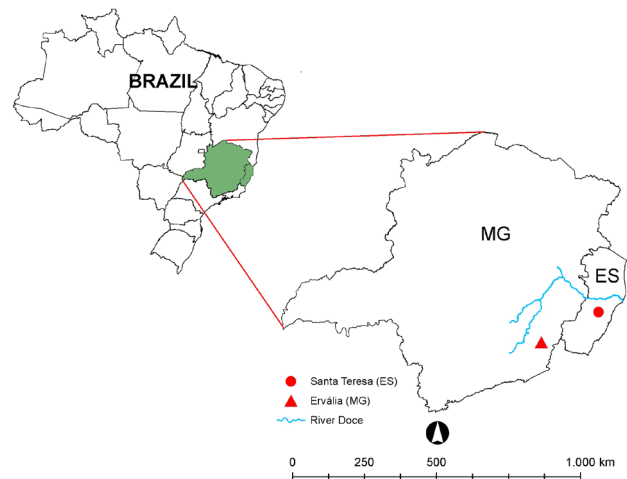 BRAZIL
MG
ES
Santa Teresa (ES)
Ervália (MG)
River Doce
0 250 500 1.000 km